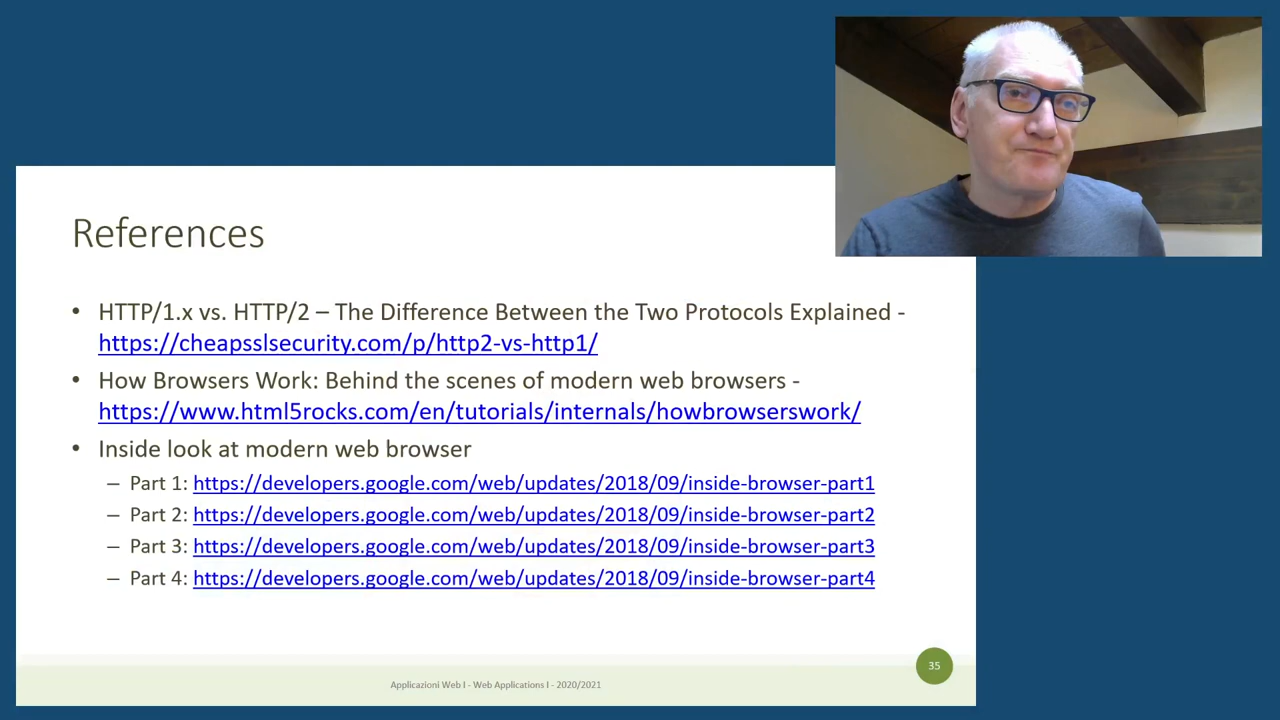 References
• HTTP/1.x vs. HTTP/2 – The Difference Between the Two Protocols Explained -
https://cheapsslsecurity.com/p/http2-vs-http1/
• How Browsers Work: Behind the scenes of modern web browsers -
https://www.html5rocks.com/en/tutorials/internals/howbrowserswork/
• Inside look at modern web browser
– Part 1: https://developers.google.com/web/updates/2018/09/inside-browser-part1
– Part 2: https://developers.google.com/web/updates/2018/09/inside-browser-part2
– Part 3: https://developers.google.com/web/updates/2018/09/inside-browser-part3
– Part 4: https://developers.google.com/web/updates/2018/09/inside-browser-part4
35
Applicazioni Web I - Web Applications I - 2020/2021